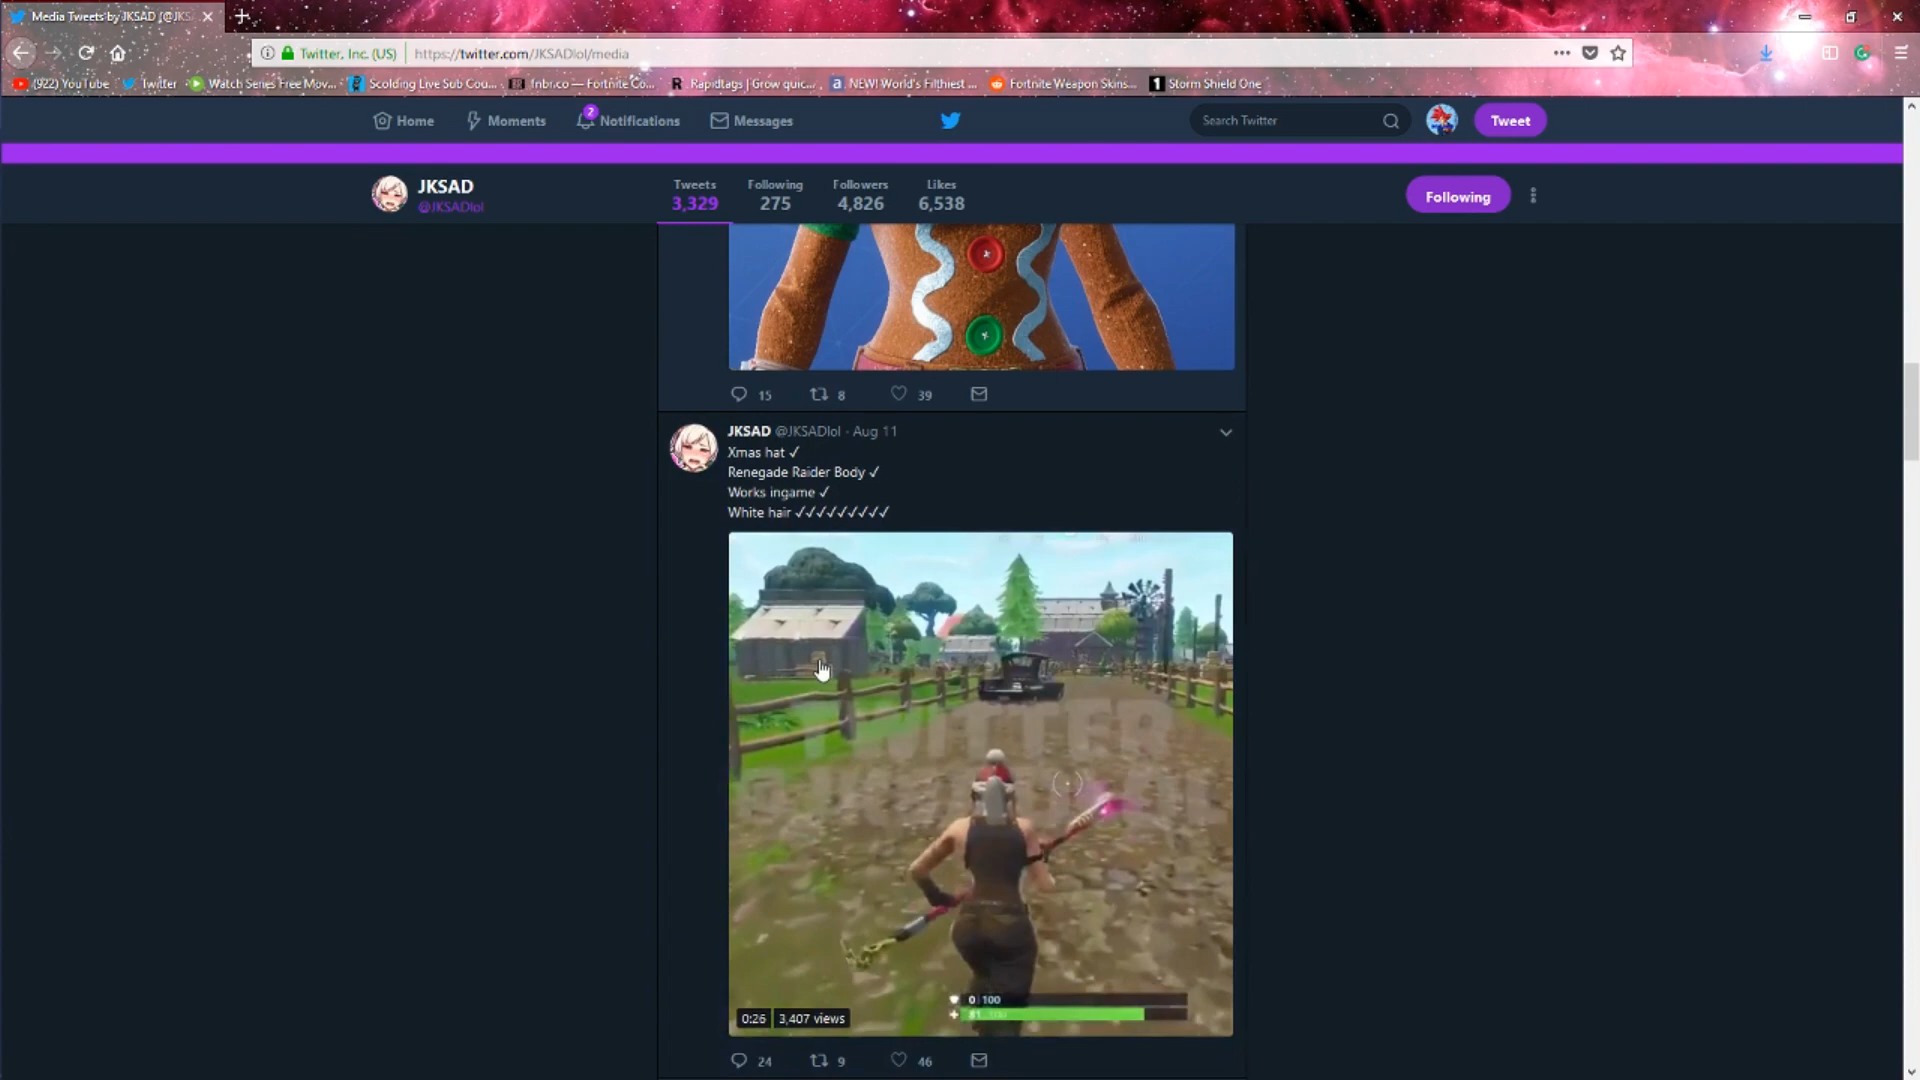 Media Tweets by JKSAD (@JKS
Twitter, Inc. (US)
https://twitter.com/JKSADlol/media
(922) YouTube
Twitter
Watch Series Free Mov...
Scolding Live Sub Cou...
Fortnite Co...
Rapidtags | Grow quic...
NEW! World's Filthiest ...
Fortnite Weapon Skins...
Storm Shield One
Home
Moments
2
Notifications
Messages
Search Twitter
Tweet
JKSAD
@JKSADlol
Tweets
3,329
Following
275
Followers
4,826
Likes
6,538
Following
15
8
39
JKSAD @JKSADlol · Aug 11
Xmas hat ✓
Renegade Raider Body ✓
Works ingame ✓
White hair ✓✓✓✓✓✓✓✓✓
TWITTER
0 | 100
0:26
3,407 views
24
9
46